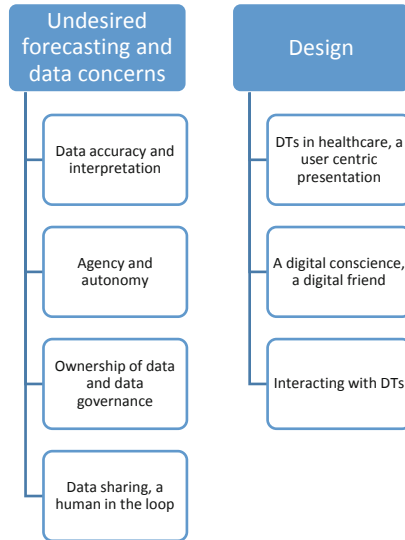 Undesired
forecasting and
data concerns
Data accuracy and
interpretation
Agency and
autonomy
Ownership of data
and data
governance
Data sharing, a
human in the loop
Design
DTs in healthcare, a
user centric
presentation
A digital conscience,
a digital friend
Interacting with DTs